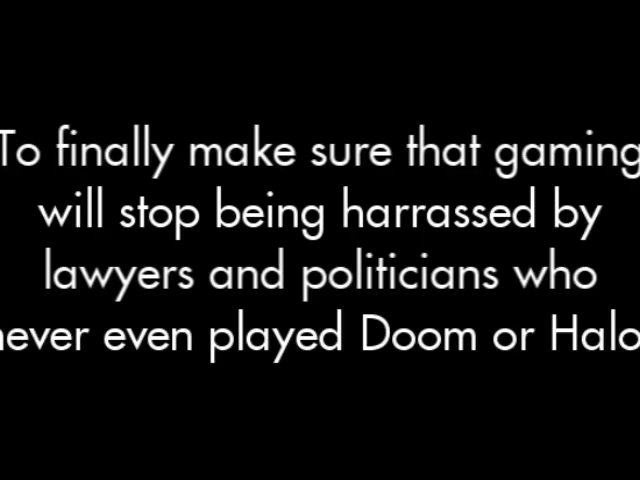 To finally make sure that gaming
will stop being harrassed by
lawyers and politicians who
never even played Doom or Halo